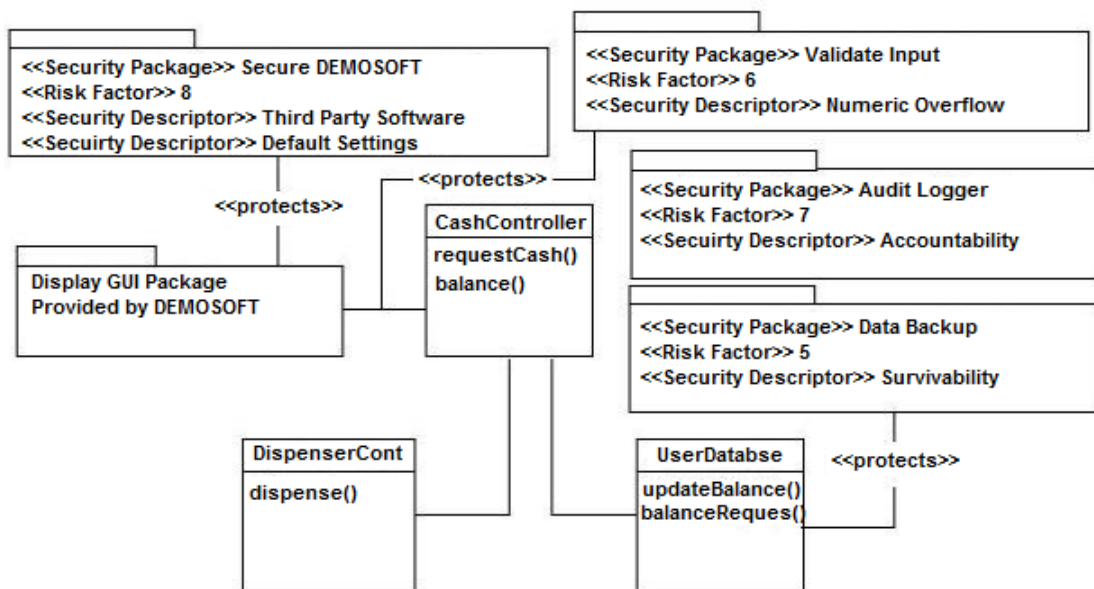 <<Security Package>> Secure DEMOSOFT
<<Risk Factor>> 8
<<Security Descriptor>> Third Party Software
<<Secuirty Descriptor>> Default Settings
<<Security Package>> Validate Input
<<Risk Factor>> 6
<<Security Descriptor>> Numeric Overflow
<<protects>>
<<protects>>
<<Security Package>> Audit Logger
<<Risk Factor>> 7
<<Secuirty Descriptor>> Accountability
CashController
requestCash()
balance()
Display GUI Package
Provided by DEMOSOFT
<<Security Package>> Data Backup
<<Risk Factor>> 5
<<Security Descriptor>> Survivability
DispenserCont
dispense()
UserDatabse
updateBalance()
balanceReques()
<<protects>>